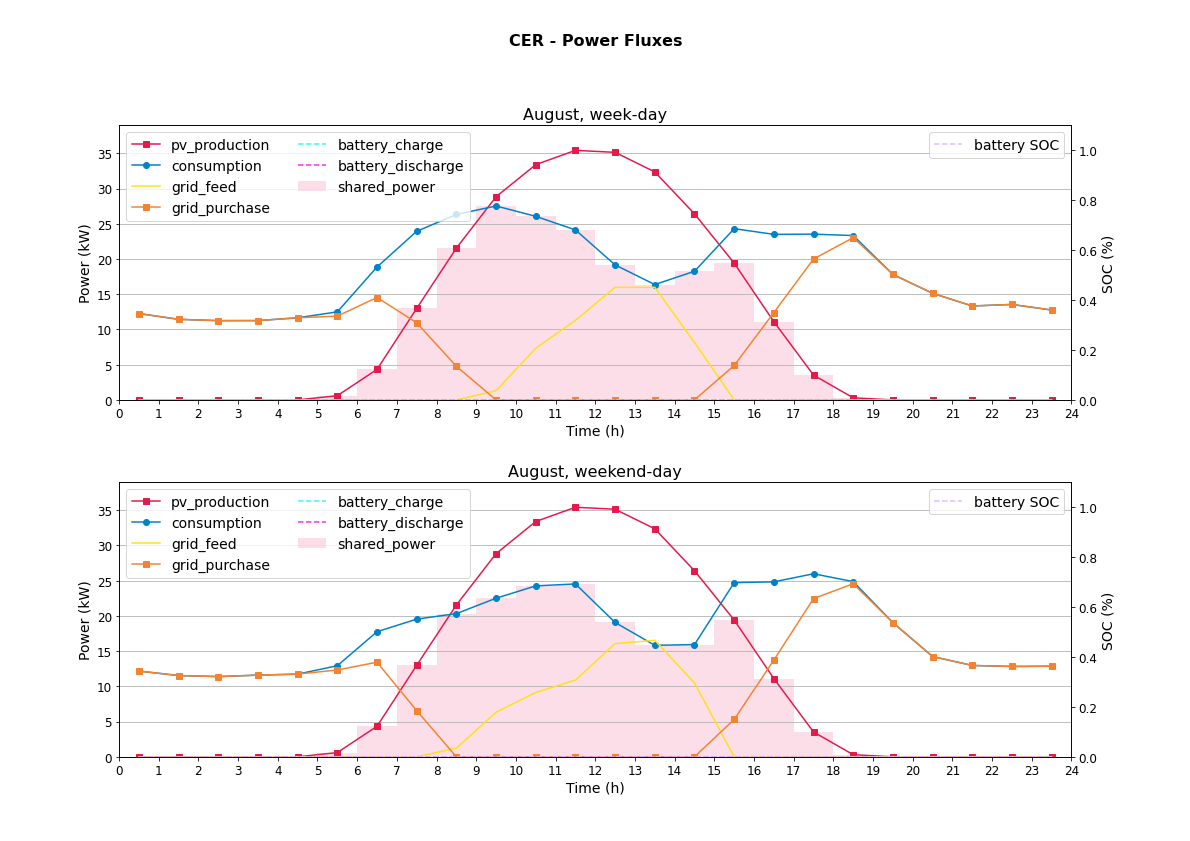 CER - Power Fluxes
August, week-day
pv_production
consumption
grid_feed
grid_purchase
battery_charge
battery_discharge
shared_power
battery SOC
Power (kW)
35
30
25
20
15
10
5
0
1.0
0.8
0.6
0.4
0.2
0.0
SOC (%)
0 1 2 3 4 5 6 7 8 9 10 11 12 13 14 15 16 17 18 19 20 21 22 23 24
Time (h)
August, weekend-day
pv_production
consumption
grid_feed
grid_purchase
battery_charge
battery_discharge
shared_power
battery SOC
Power (kW)
35
30
25
20
15
10
5
0
1.0
0.8
0.6
0.4
0.2
0.0
SOC (%)
0 1 2 3 4 5 6 7 8 9 10 11 12 13 14 15 16 17 18 19 20 21 22 23 24
Time (h)